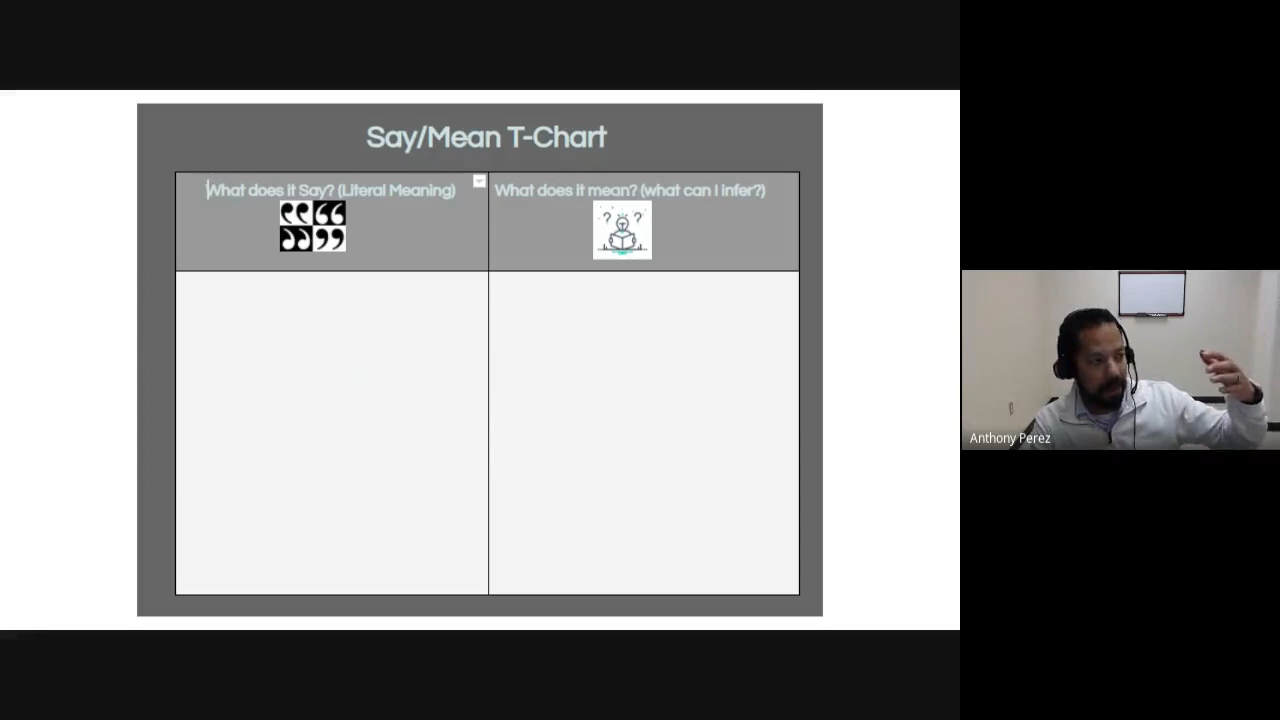 Say/Mean T-Chart
What does it Say? (Literal Meaning)
What does it mean? (what can I infer?)
Anthony Perez